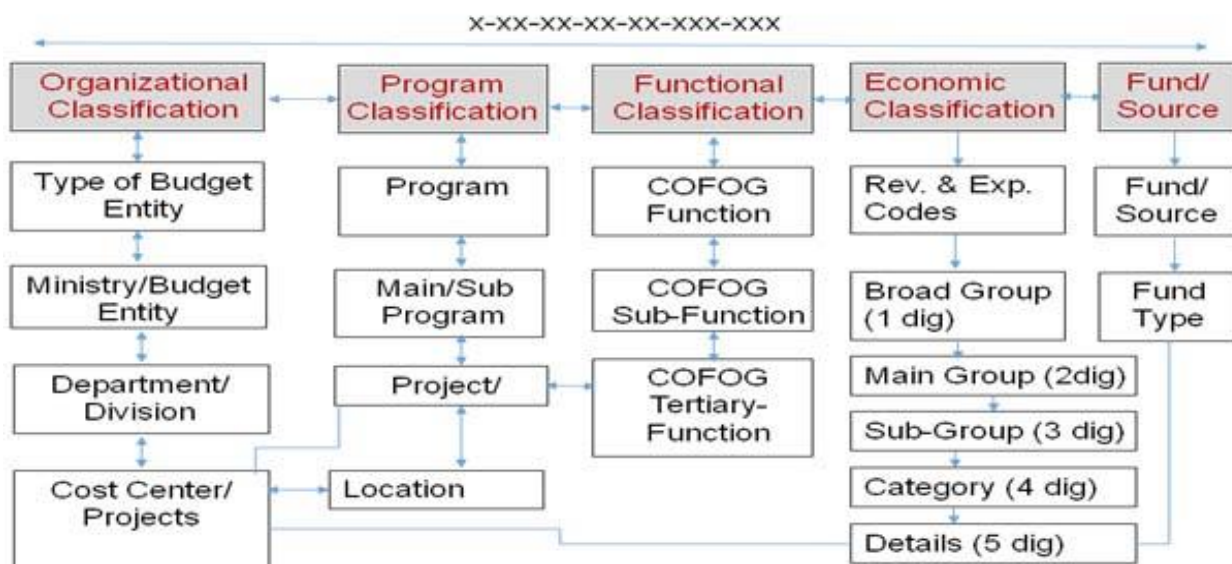 x-xx-xx-xx-xx-xxx-xxx
Organizational
Classification
Type of Budget
Entity
Ministry/Budget
Entity
Department/
Division
Cost Center/
Projects
Program
Classification
Program
Main/Sub
Program
Project/
Location
Functional
Classification
COFOG
Function
COFOG
Sub-Function
COFOG
Tertiary-
Function
Economic
Classification
Rev. & Exp.
Codes
Broad Group
(1 dig)
Main Group (2dig)
Sub-Group (3 dig)
Category (4 dig)
Details (5 dig)
Fund/
Source
Fund/
Source
Fund
Type